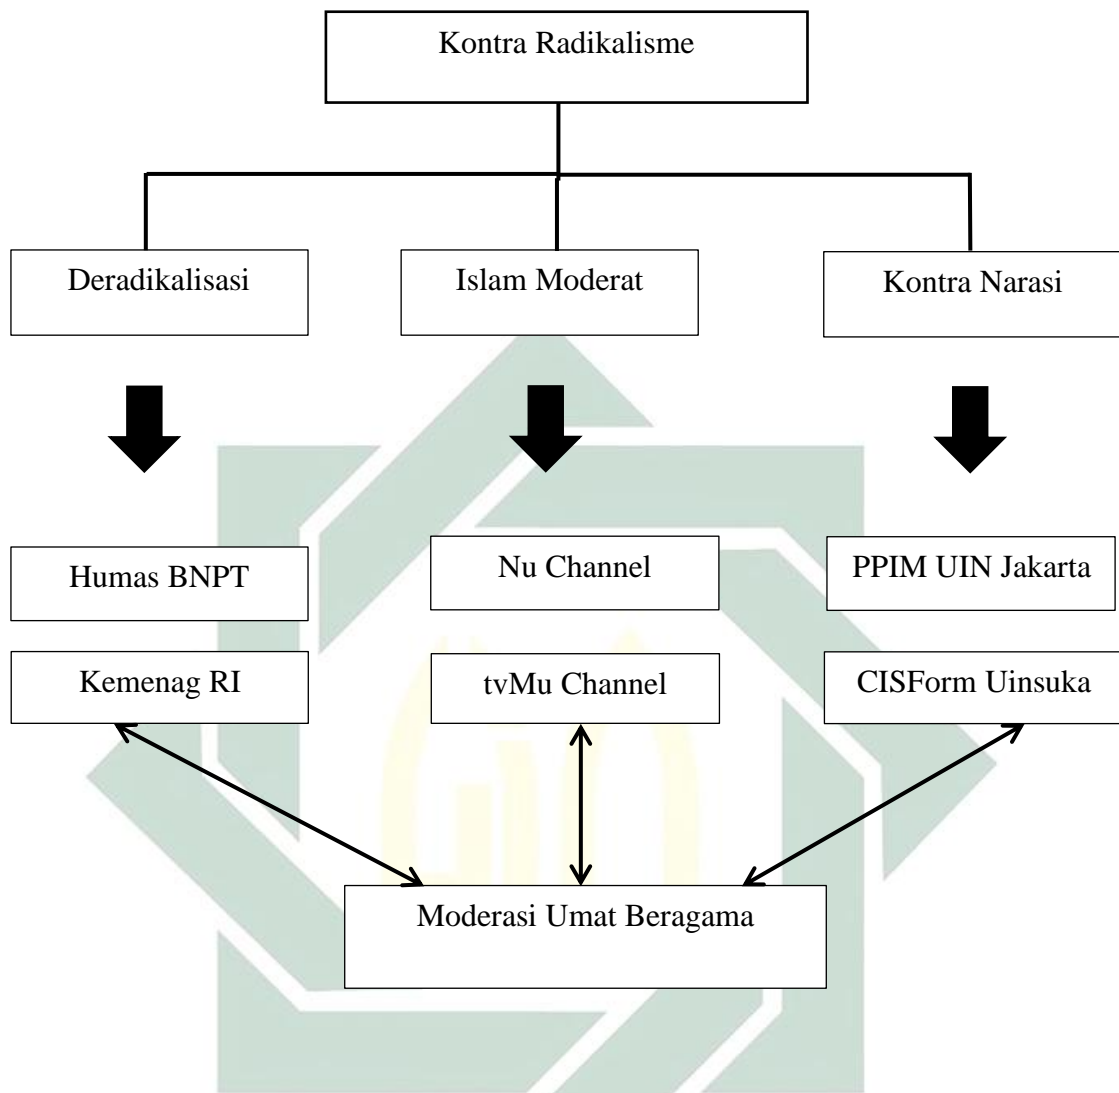 Kontra Radikalisme
Deradikalisasi
Islam Moderat
Kontra Narasi
Humas BNPT
Nu Channel
PPIM UIN Jakarta
Kemenag RI
tvMu Channel
CISForm Uinsuka
Moderasi Umat Beragama